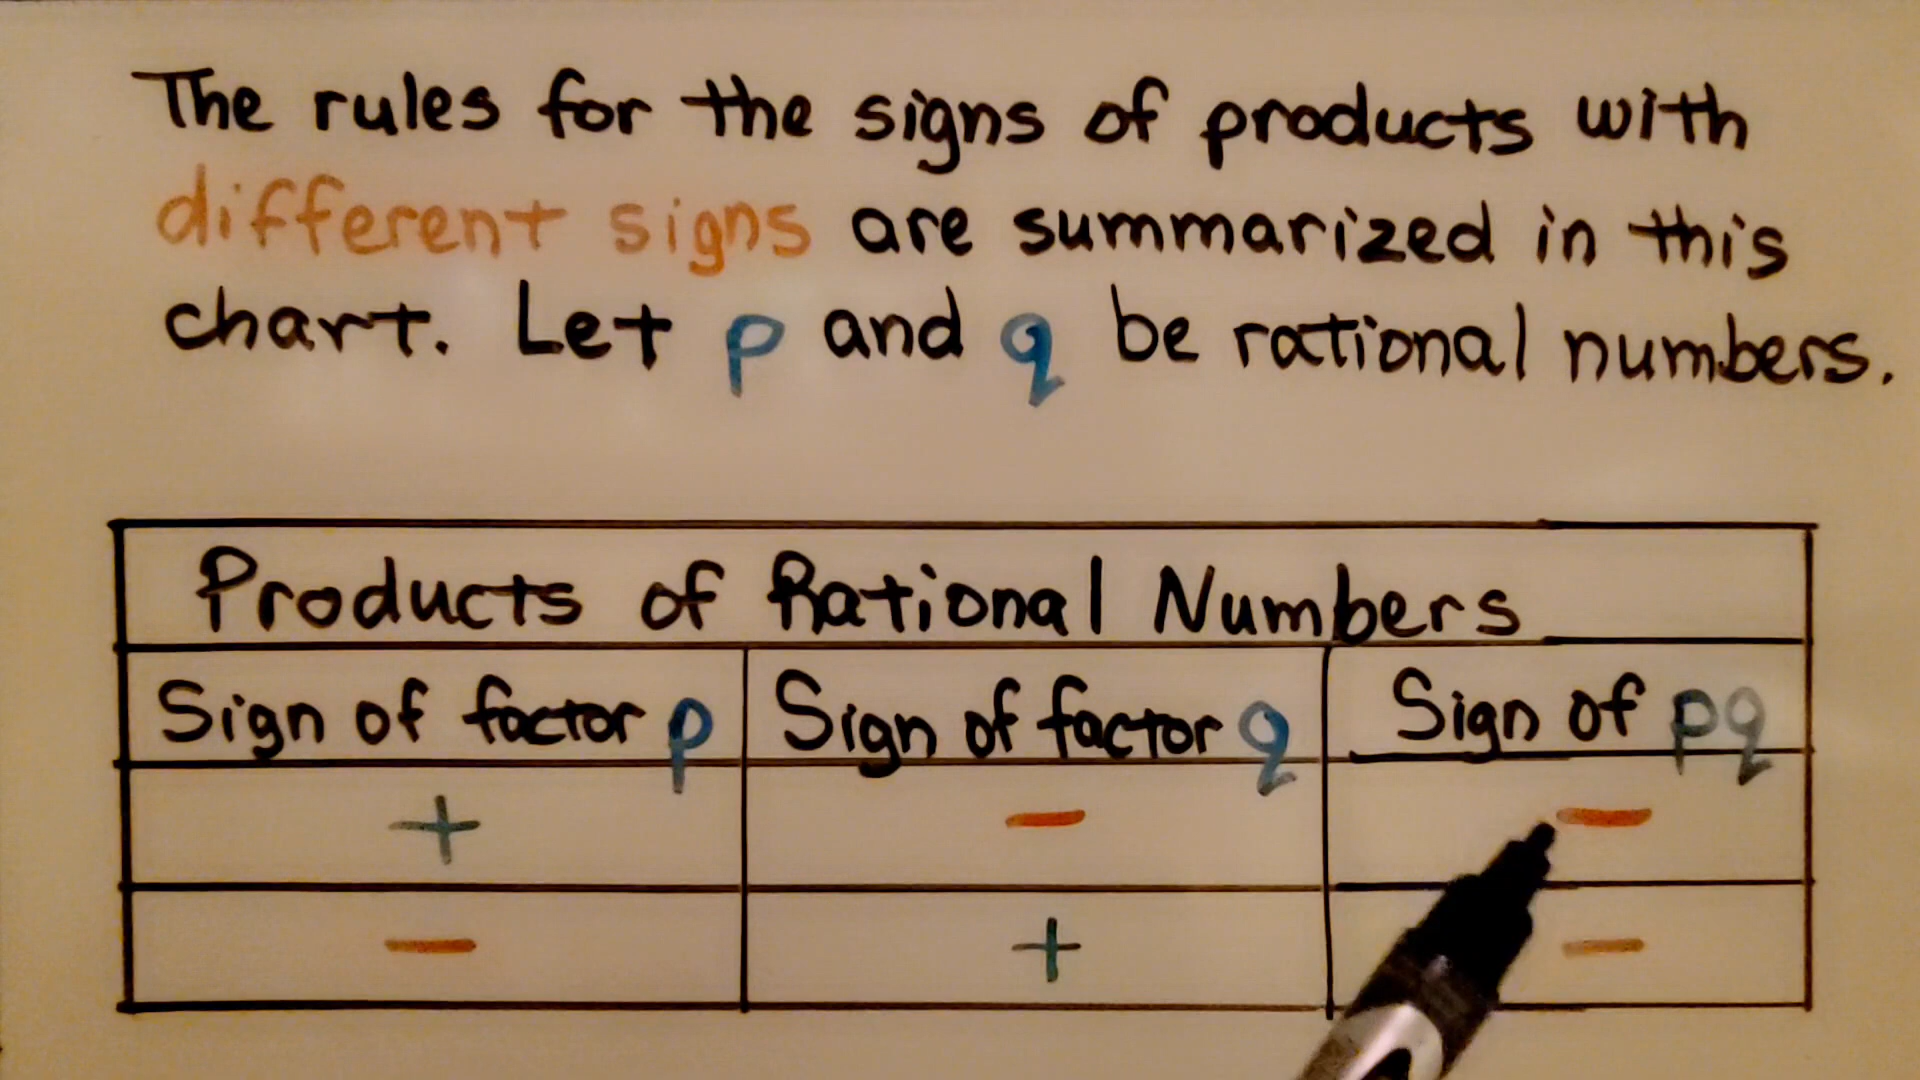 The rules for the signs of products with
different signs are summarized in this
chart. Let p and q be rational numbers.
Products of Rational Numbers
Sign of factor p Sign of factor q Sign of pq
+ - -
- + -